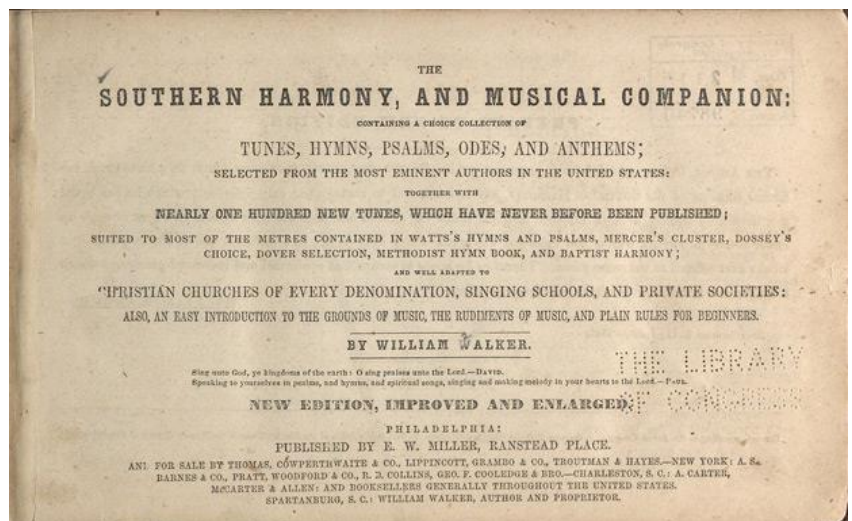 THE
SOUTHERN HARMONY, AND MUSICAL COMPANION:
CONTAINING A CHOICE COLLECTION OF
TUNES, HYMNS, PSALMS, ODES, AND ANTHEMS;
SELECTED FROM THE MOST EMINENT AUTHORS IN THE UNITED STATES:
TOGETHER WITH
NEARLY ONE HUNDRED NEW TUNES, WHICH HAVE NEVER BEFORE BEEN PUBLISHED;
SUITED TO MOST OF THE METRES CONTAINED IN WATTS'S HYMNS AND PSALMS, MERCER'S CLUSTER, DOSSEY'S
CHOICE, DOVER SELECTION, METHODIST HYMN BOOK, AND BAPTIST HARMONY;
AND WELL ADAPTED TO
CHRISTIAN CHURCHES OF EVERY DENOMINATION, SINGING SCHOOLS, AND PRIVATE SOCIETIES:
ALSO, AN EASY INTRODUCTION TO THE GROUNDS OF MUSIC, THE RUDIMENTS OF MUSIC, AND PLAIN RULES FOR BEGINNERS.
BY WILLIAM WALKER.
Sing unto God, ye kingdoms of the earth: O sing praises unto the Lord.—DAVID.
Speaking to yourselves in psalms, and hymns, and spiritual songs, singing and making melody in your hearts to the Lord.—PAUL.
THE LIBRARY
OF CONGRESS
NEW EDITION, IMPROVED AND ENLARGED.
PHILADELPHIA:
PUBLISHED BY E. W. MILLER, RANSTEAD PLACE.
AND FOR SALE BY THOMAS, COWPERTHWAITE & CO., LIPPINCOTT, GRAMBO & CO., TROUTMAN & HAYES.—NEW YORK: A. S.
BARNES & CO., PRATT, WOODFORD & CO., R. B. COLLINS, GEO. F. COOLEDGE & BRO.—CHARLESTON, S. C.: A. CARTER,
McCARTER & ALLEN: AND BOOKSELLERS GENERALLY THROUGHOUT THE UNITED STATES.
SPARTANBURG, S. C.: WILLIAM WALKER, AUTHOR AND PROPRIETOR.